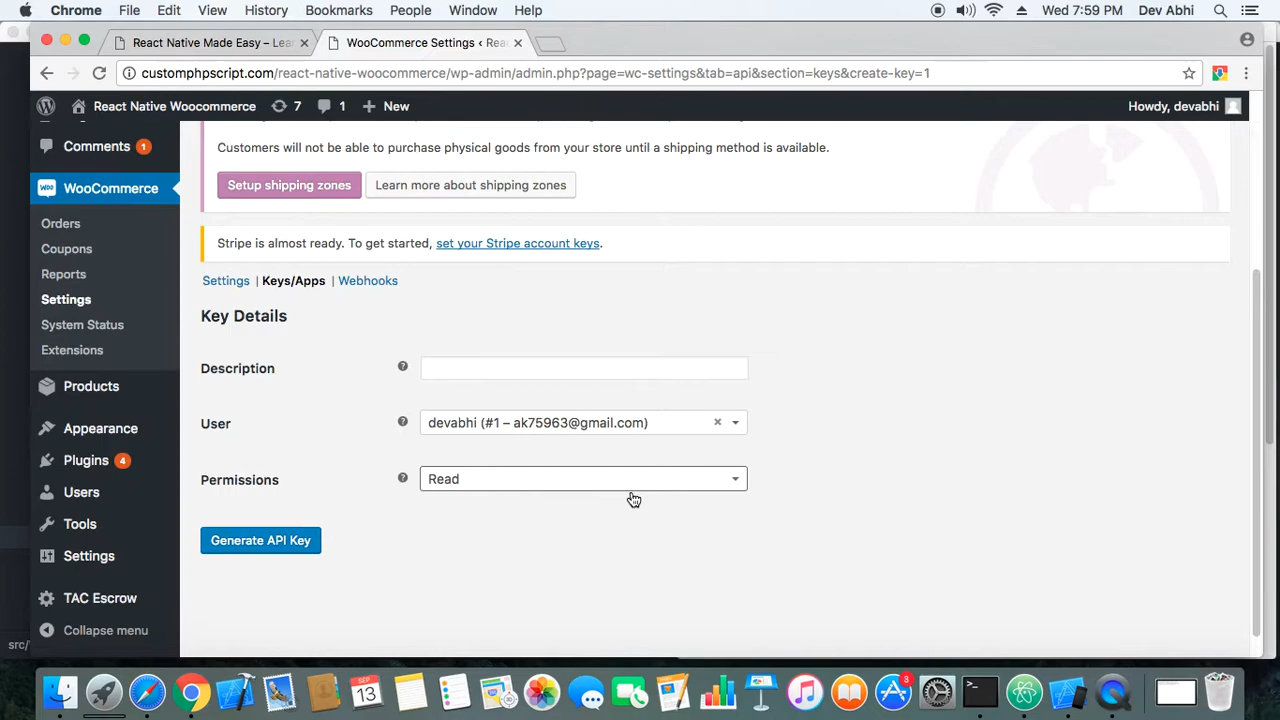 Chrome File Edit View History Bookmarks People Window Help Wed 7:59 PM Dev Abhi
React Native Made Easy – Lea
WooCommerce Settings ‹ Rea
customphpscript.com/react-native-woocommerce/wp-admin/admin.php?page=wc-settings&tab=api&section=keys&create-key=1
React Native Woocommerce 7 1 New Howdy, devabhi
Comments 1
WooCommerce
Orders
Coupons
Reports
Settings
System Status
Extensions
Products
Appearance
Plugins 4
Users
Tools
Settings
TAC Escrow
Collapse menu
Customers will not be able to purchase physical goods from your store until a shipping method is available.
Setup shipping zones Learn more about shipping zones
Stripe is almost ready. To get started, set your Stripe account keys.
Settings | Keys/Apps | Webhooks
Key Details
Description
User devabhi (#1 – ak75963@gmail.com)
Permissions Read
Generate API Key
src/
SEP
13
3